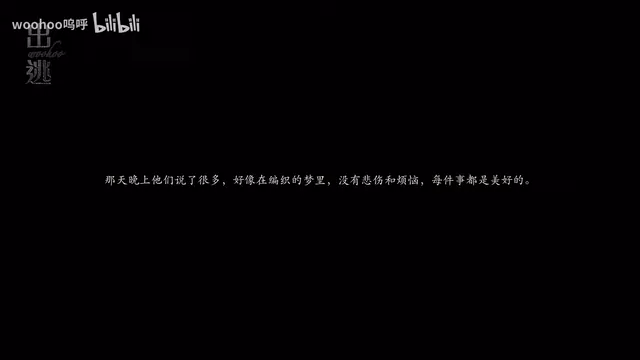 woohoo呜呼 bilibili
出
woohoo
逃
那天晚上他们说了很多，好像在编织的梦里，没有悲伤和烦恼，每件事都是美好的。